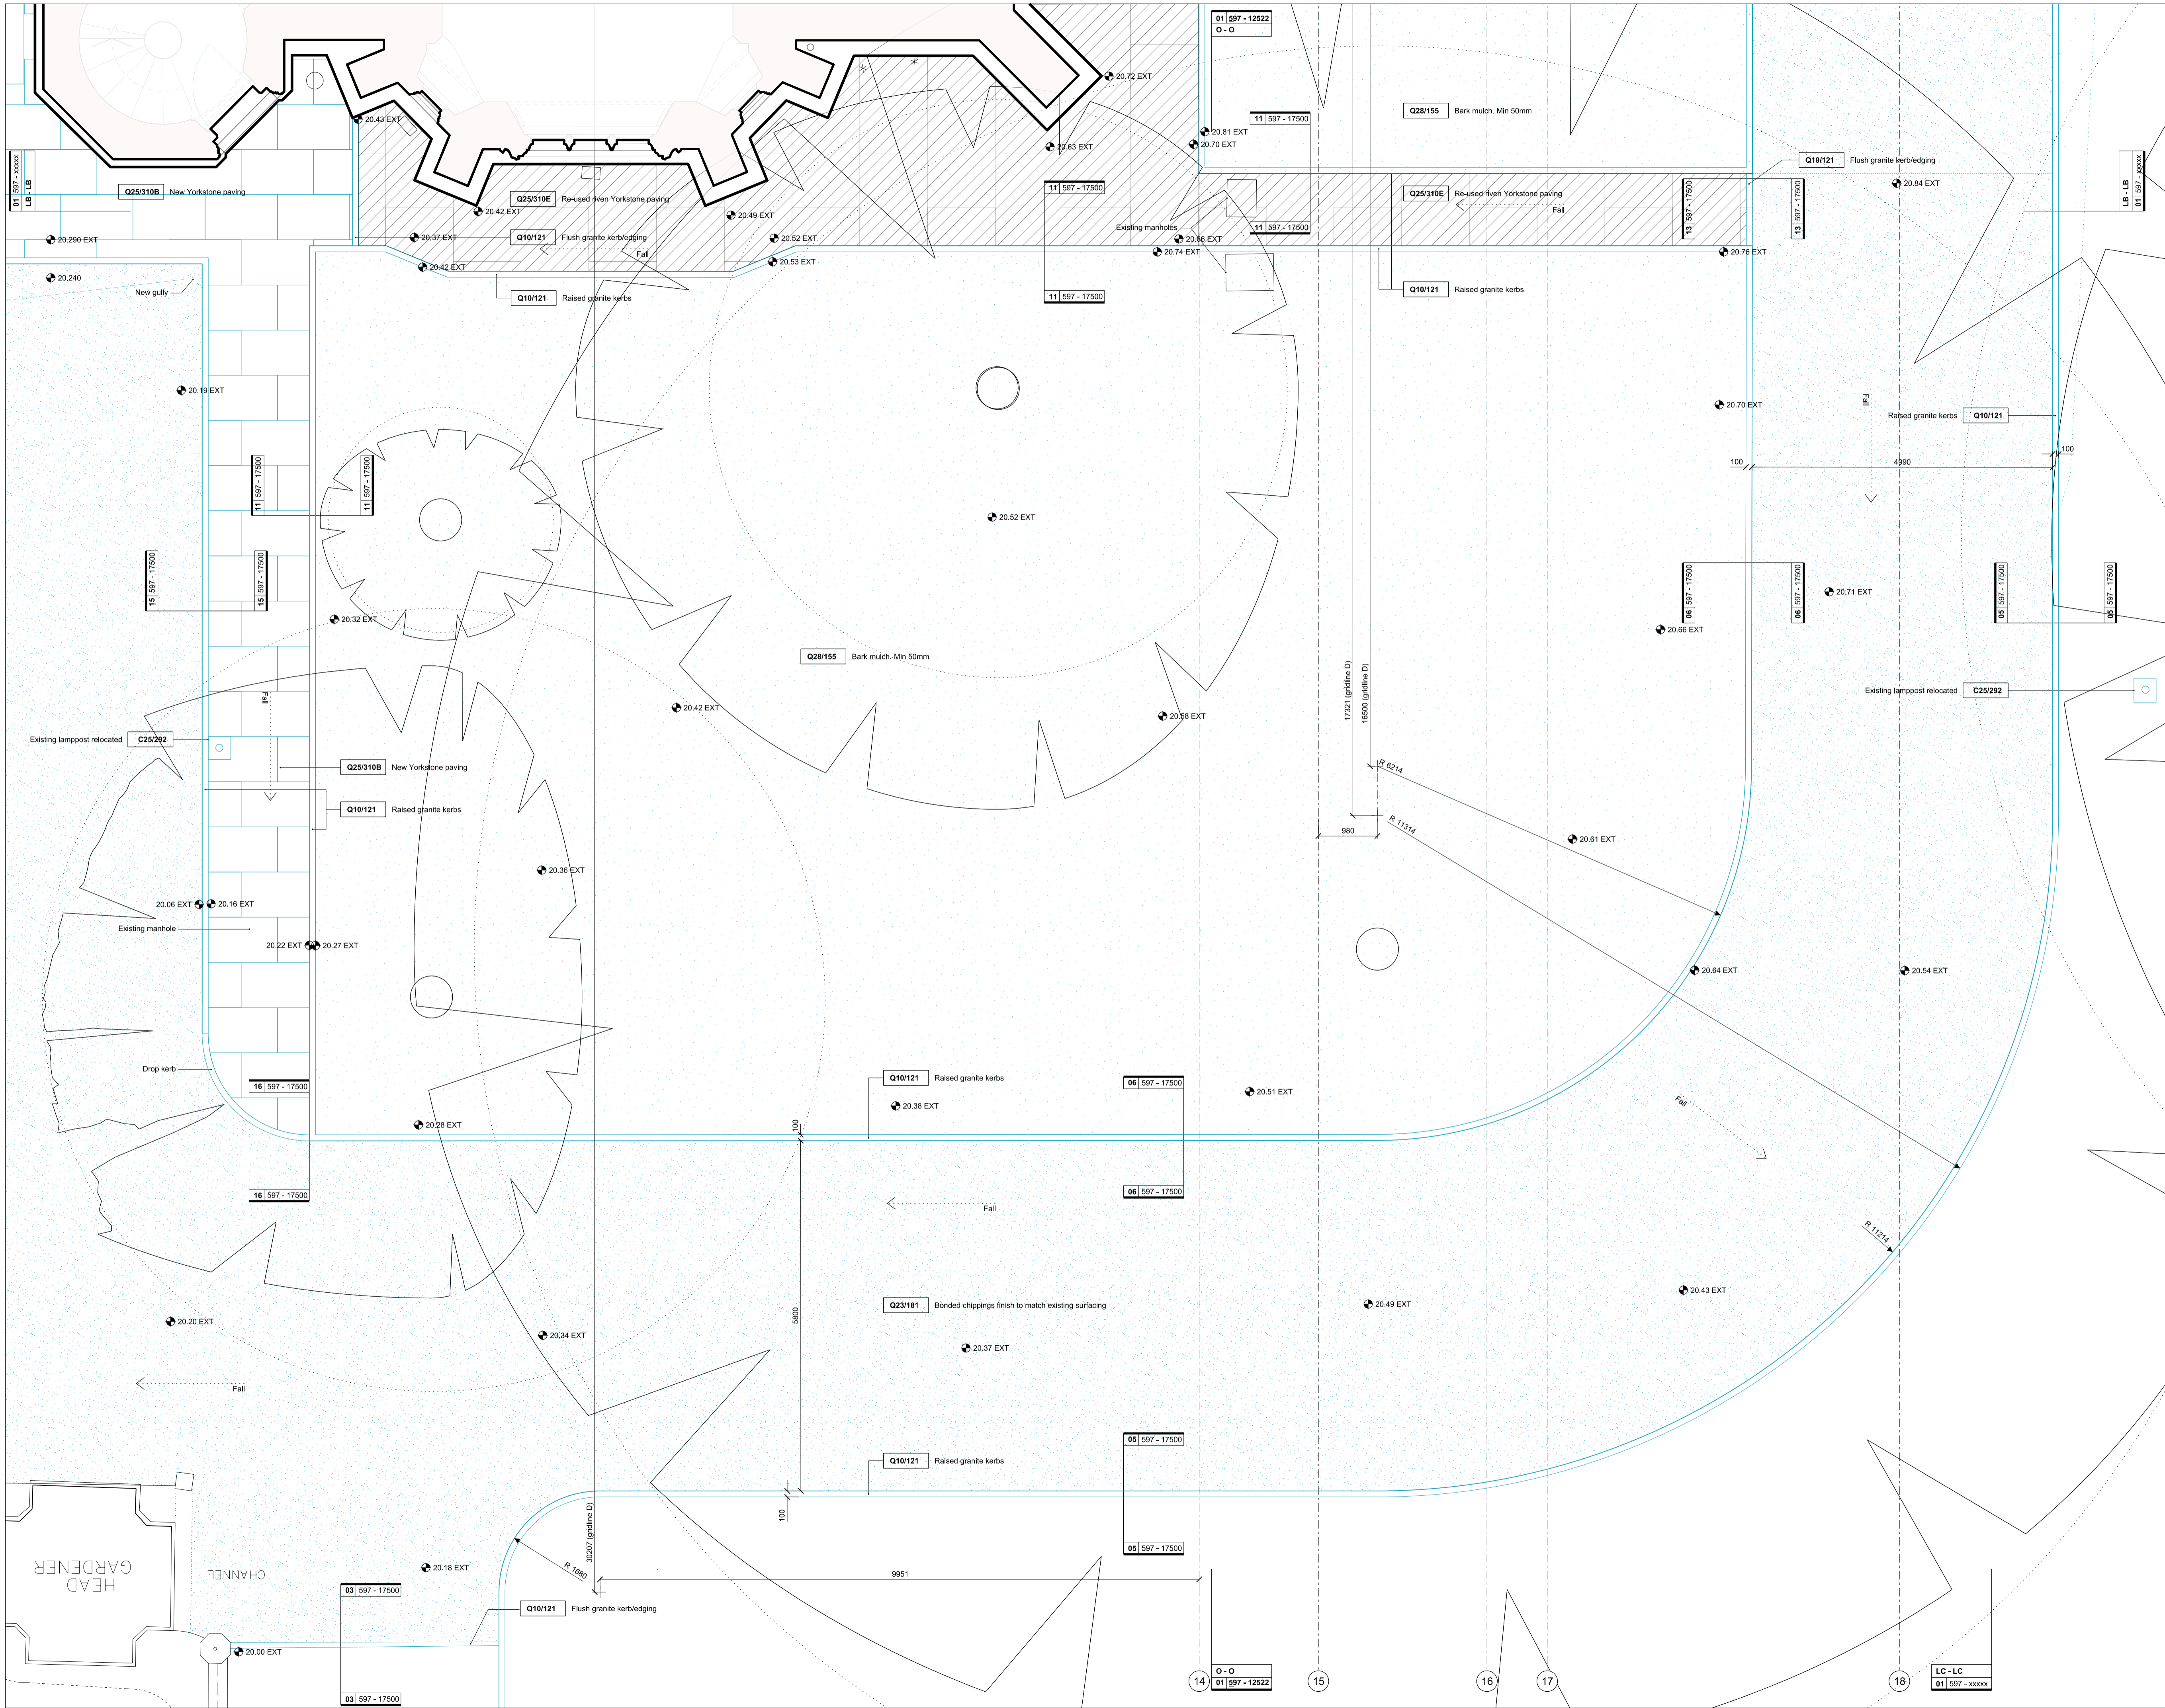 01 597 - 12522
O - O
20.72 EXT
Q28/155 Bark mulch. Min 50mm
11 597 - 17500
20.43 EXT
20.81 EXT
20.70 EXT
20.63 EXT
Q10/121 Flush granite kerb/edging
01 597 - xxxxx
LB - LB
Q25/310B New Yorkstone paving
Q25/310E Re-used riven Yorkstone paving
11 597 - 17500
Q25/310E Re-used riven Yorkstone paving
Fall
13 597 - 17500
13 597 - 17500
20.84 EXT
LB - LB
01 597 - xxxxx
20.42 EXT
20.49 EXT
Existing manholes
11 597 - 17500
20.290 EXT
20.37 EXT
Q10/121 Flush granite kerb/edging
Fall
20.52 EXT
20.66 EXT
20.74 EXT
20.76 EXT
20.42 EXT
20.53 EXT
20.240
New gully
Q10/121 Raised granite kerbs
11 597 - 17500
Q10/121 Raised granite kerbs
20.19 EXT
20.70 EXT
Fall
Raised granite kerbs Q10/121
100
4990
100
11 597 - 17500
11 597 - 17500
20.52 EXT
15 597 - 17500
15 597 - 17500
06 597 - 17500
06 597 - 17500
20.71 EXT
05 597 - 17500
05 597 - 17500
20.32 EXT
20.66 EXT
Q28/155 Bark mulch. Min 50mm
17321 (gridline D)
16500 (gridline D)
Existing lamppost relocated C25/292
Fall
20.42 EXT
20.58 EXT
Existing lamppost relocated C25/292
Q25/310B New Yorkstone paving
R 6214
Q10/121 Raised granite kerbs
R 11314
980
20.61 EXT
20.36 EXT
20.06 EXT
20.16 EXT
Existing manhole
20.22 EXT
20.27 EXT
20.64 EXT
20.54 EXT
Drop kerb
16 597 - 17500
Q10/121 Raised granite kerbs
06 597 - 17500
20.38 EXT
20.51 EXT
Fall
20.28 EXT
100
16 597 - 17500
06 597 - 17500
Fall
R 11214
5800
Q23/181 Bonded chippings finish to match existing surfacing
20.49 EXT
20.43 EXT
20.20 EXT
20.34 EXT
20.37 EXT
Fall
05 597 - 17500
Q10/121 Raised granite kerbs
100
30207 (gridline D)
HEAD
GARDENER
CHANNEL
20.18 EXT
R 1680
9951
05 597 - 17500
03 597 - 17500
Q10/121 Flush granite kerb/edging
20.00 EXT
03 597 - 17500
14
O - O
01 597 - 12522
15
16
17
18
LC - LC
01 597 - xxxxx